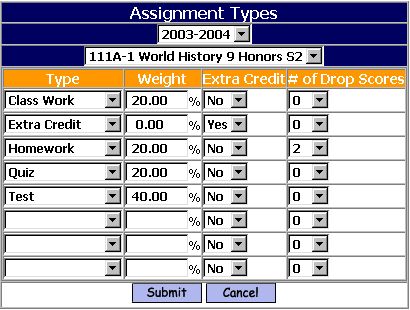 Assignment Types
2003-2004
111A-1 World History 9 Honors S2
Type Weight Extra Credit # of Drop Scores
Class Work 20.00 % No 0
Extra Credit 0.00 % Yes 0
Homework 20.00 % No 2
Quiz 20.00 % No 0
Test 40.00 % No 0
% No 0
% No 0
% No 0
Submit Cancel